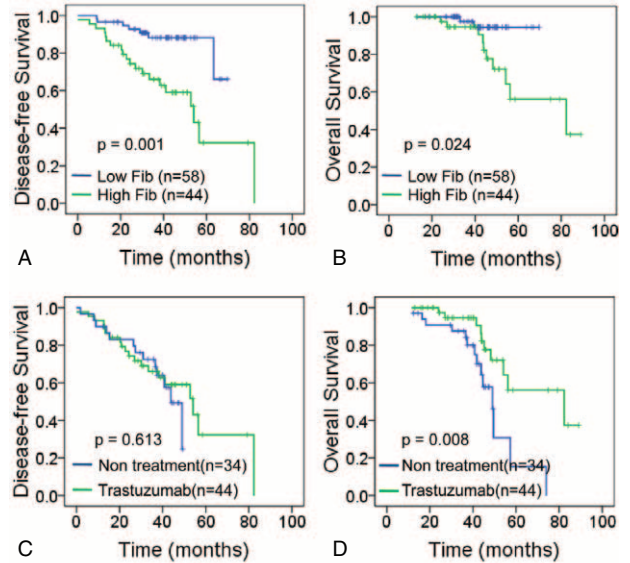 Disease-free Survival
1.0
0.8
0.6
0.4
0.2
0.0
p = 0.001
Low Fib (n=58)
High Fib (n=44)
0 20 40 60 80 100
Time (months)
A
Overall Survival
1.0
0.8
0.6
0.4
0.2
0.0
p = 0.024
Low Fib (n=58)
High Fib (n=44)
0 20 40 60 80 100
Time (months)
B
Disease-free Survival
1.0
0.8
0.6
0.4
0.2
0.0
p = 0.613
Non treatment(n=34)
Trastuzumab(n=44)
0 20 40 60 80 100
Time (months)
C
Overall Survival
1.0
0.8
0.6
0.4
0.2
0.0
p = 0.008
Non treatment(n=34)
Trastuzumab(n=44)
0 20 40 60 80 100
Time (months)
D